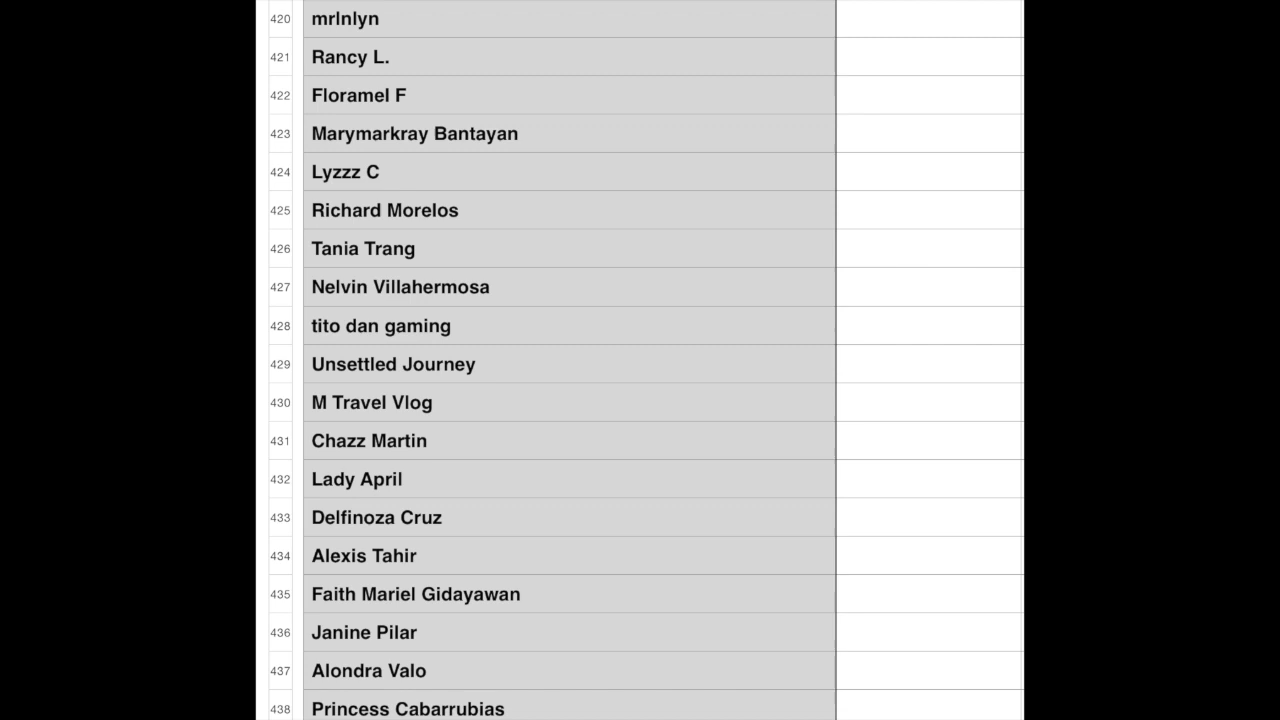 420 mrlnlyn
421 Rancy L.
422 Floramel F
423 Marymarkray Bantayan
424 Lyzzz C
425 Richard Morelos
426 Tania Trang
427 Nelvin Villahermosa
428 tito dan gaming
429 Unsettled Journey
430 M Travel Vlog
431 Chazz Martin
432 Lady April
433 Delfinoza Cruz
434 Alexis Tahir
435 Faith Mariel Gidayawan
436 Janine Pilar
437 Alondra Valo
438 Princess Cabarrubias